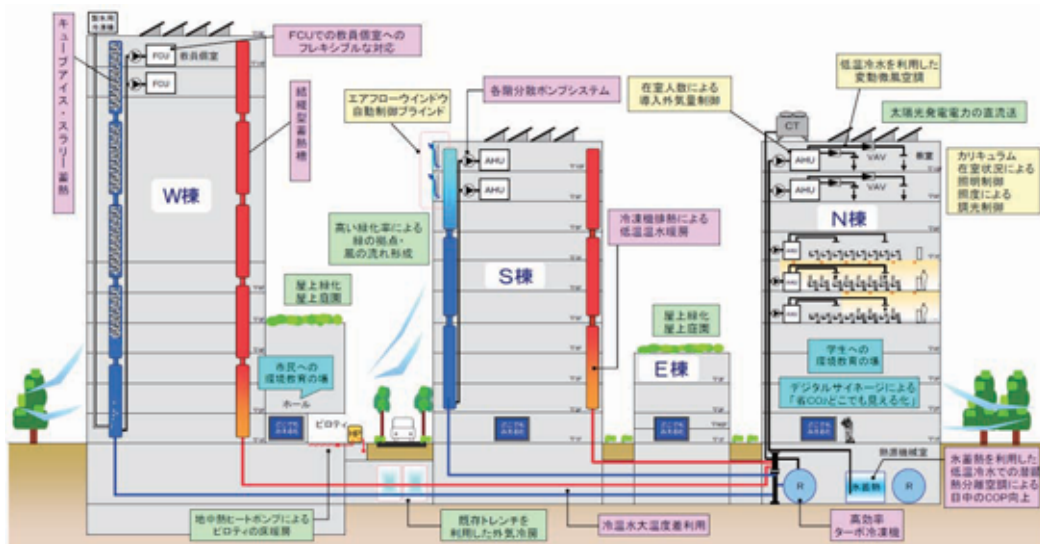 製氷用
冷凍機
キューブアイス・スラリー蓄熱
FCU
教員個室
FCU
FCUでの教員個室への
フレキシブルな対応
W棟
エアフローウインドウ
自動制御ブラインド
各階分散ポンプシステム
AHU
AHU
在室人数による
導入外気量制御
低温冷水を利用した
変動微風空調
太陽光発電電力の直流送
CT
AHU
VAV
教室
AHU
VAV
カリキュラム
在室状況による
照明制御
照度による
調光制御
N棟
高い緑化率による
緑の拠点・
風の流れ形成
S棟
冷凍機排熱による
低温温水暖房
屋上緑化
屋上庭園
屋上緑化
屋上庭園
E棟
市民への
環境教育の場
ホール
ピロティ
HP
学生への
環境教育の場
デジタルサイネージによる
「省CO2どこでも見える化」
熱源機械室
R
氷蓄熱
R
氷蓄熱を利用した
低温冷水での潜顕
熱分離空調による
日中のCOP向上
地中熱ヒートポンプによる
ピロティの床暖房
既存トレンチを
利用した外気冷房
冷温水大温度差利用
高効率
ターボ冷凍機